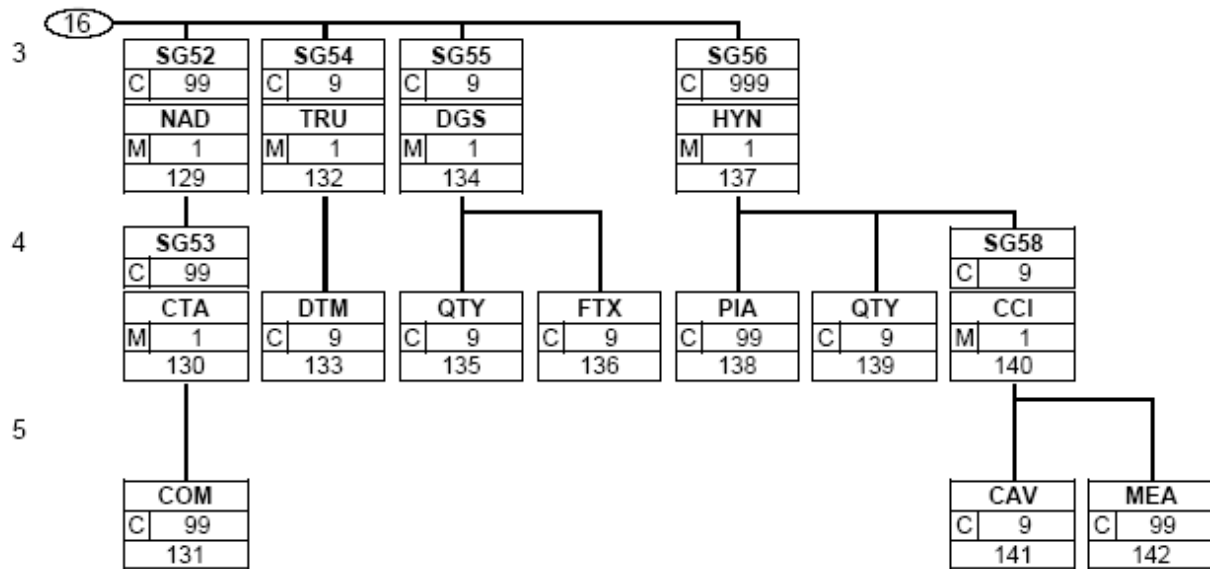 16
3
SG52 SG54 SG55 SG56
C 99 C 9 C 9 C 999
NAD TRU DGS HYN
M 1 M 1 M 1 M 1
129 132 134 137
4
SG53 SG58
C 99 C 9
CTA DTM QTY FTX PIA QTY CCI
M 1 C 9 C 9 C 9 C 99 C 9 M 1
130 133 135 136 138 139 140
5
COM CAV MEA
C 99 C 9 C 99
131 141 142